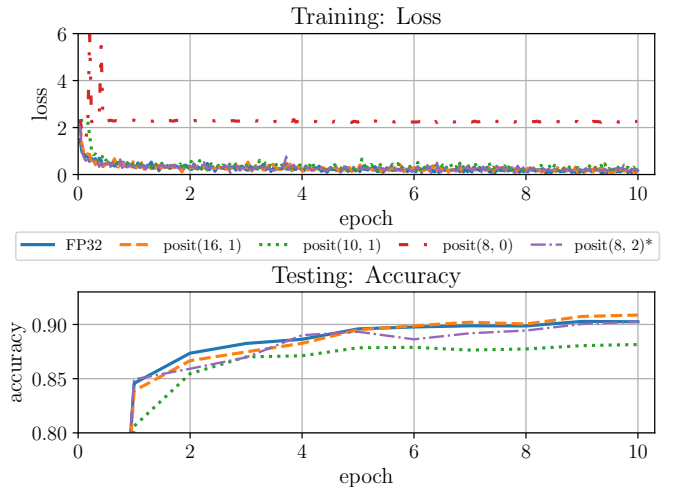 Training: Loss
6
4
2
0
loss
0 2 4 6 8 10
epoch
FP32 posit(16, 1) posit(10, 1) posit(8, 0) posit(8, 2)*
Testing: Accuracy
0.90
0.85
0.80
accuracy
0 2 4 6 8 10
epoch